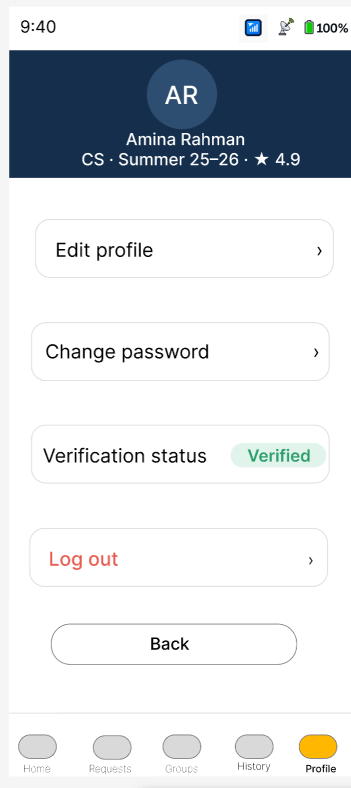 9:40 100%
AR
Amina Rahman
CS · Summer 25–26 · ★ 4.9
Edit profile ›
Change password ›
Verification status Verified
Log out ›
Back
Home Requests Groups History Profile